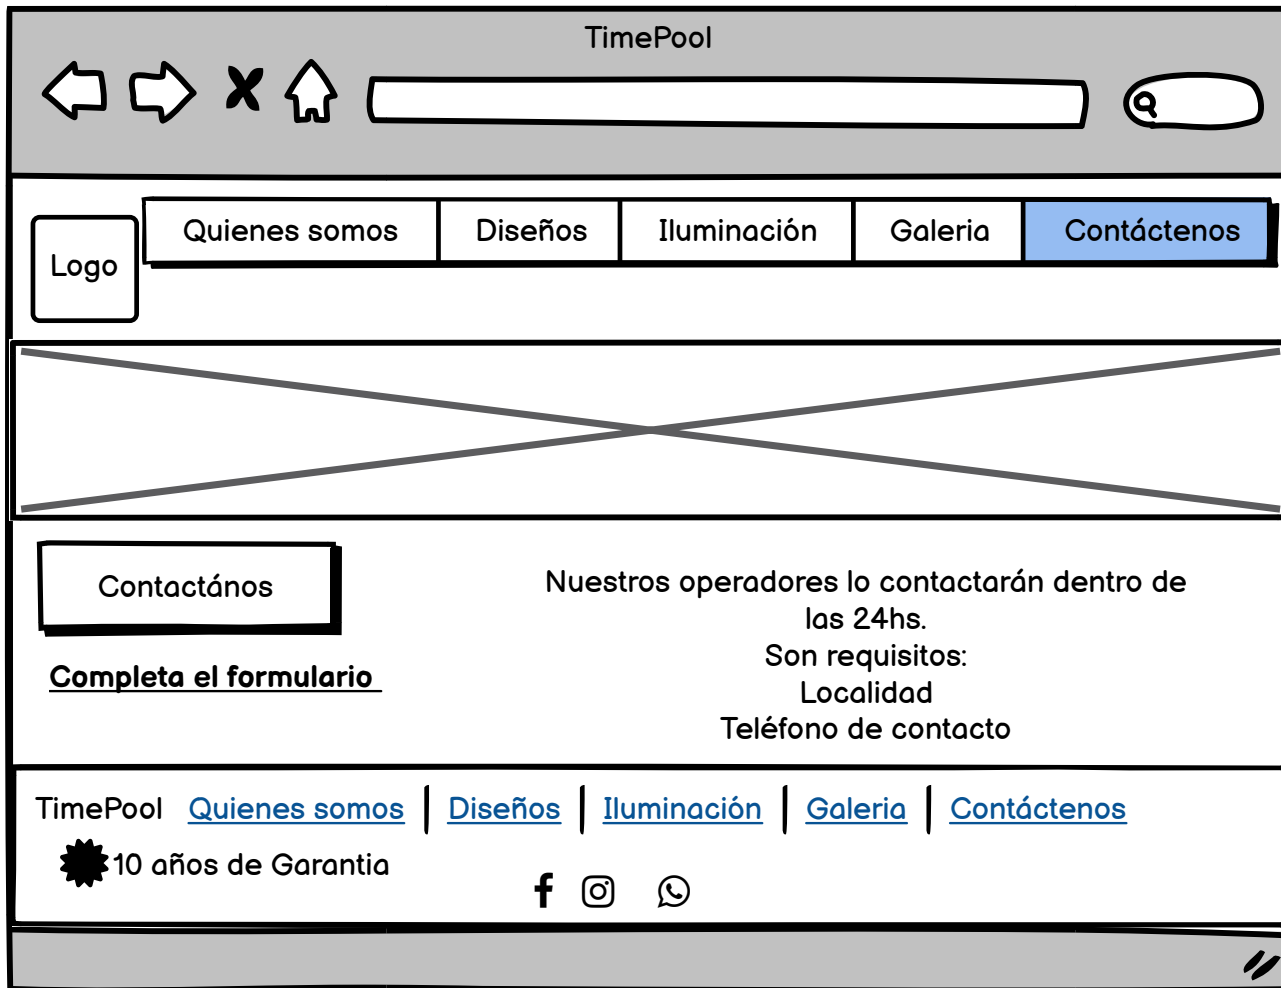 TimePool
Quienes somos Diseños Iluminación Galeria Contáctenos
Logo
Contactános
Completa el formulario
Nuestros operadores lo contactarán dentro de
las 24hs.
Son requisitos:
Localidad
Teléfono de contacto
TimePool Quienes somos Diseños Iluminación Galeria Contáctenos
10 años de Garantia